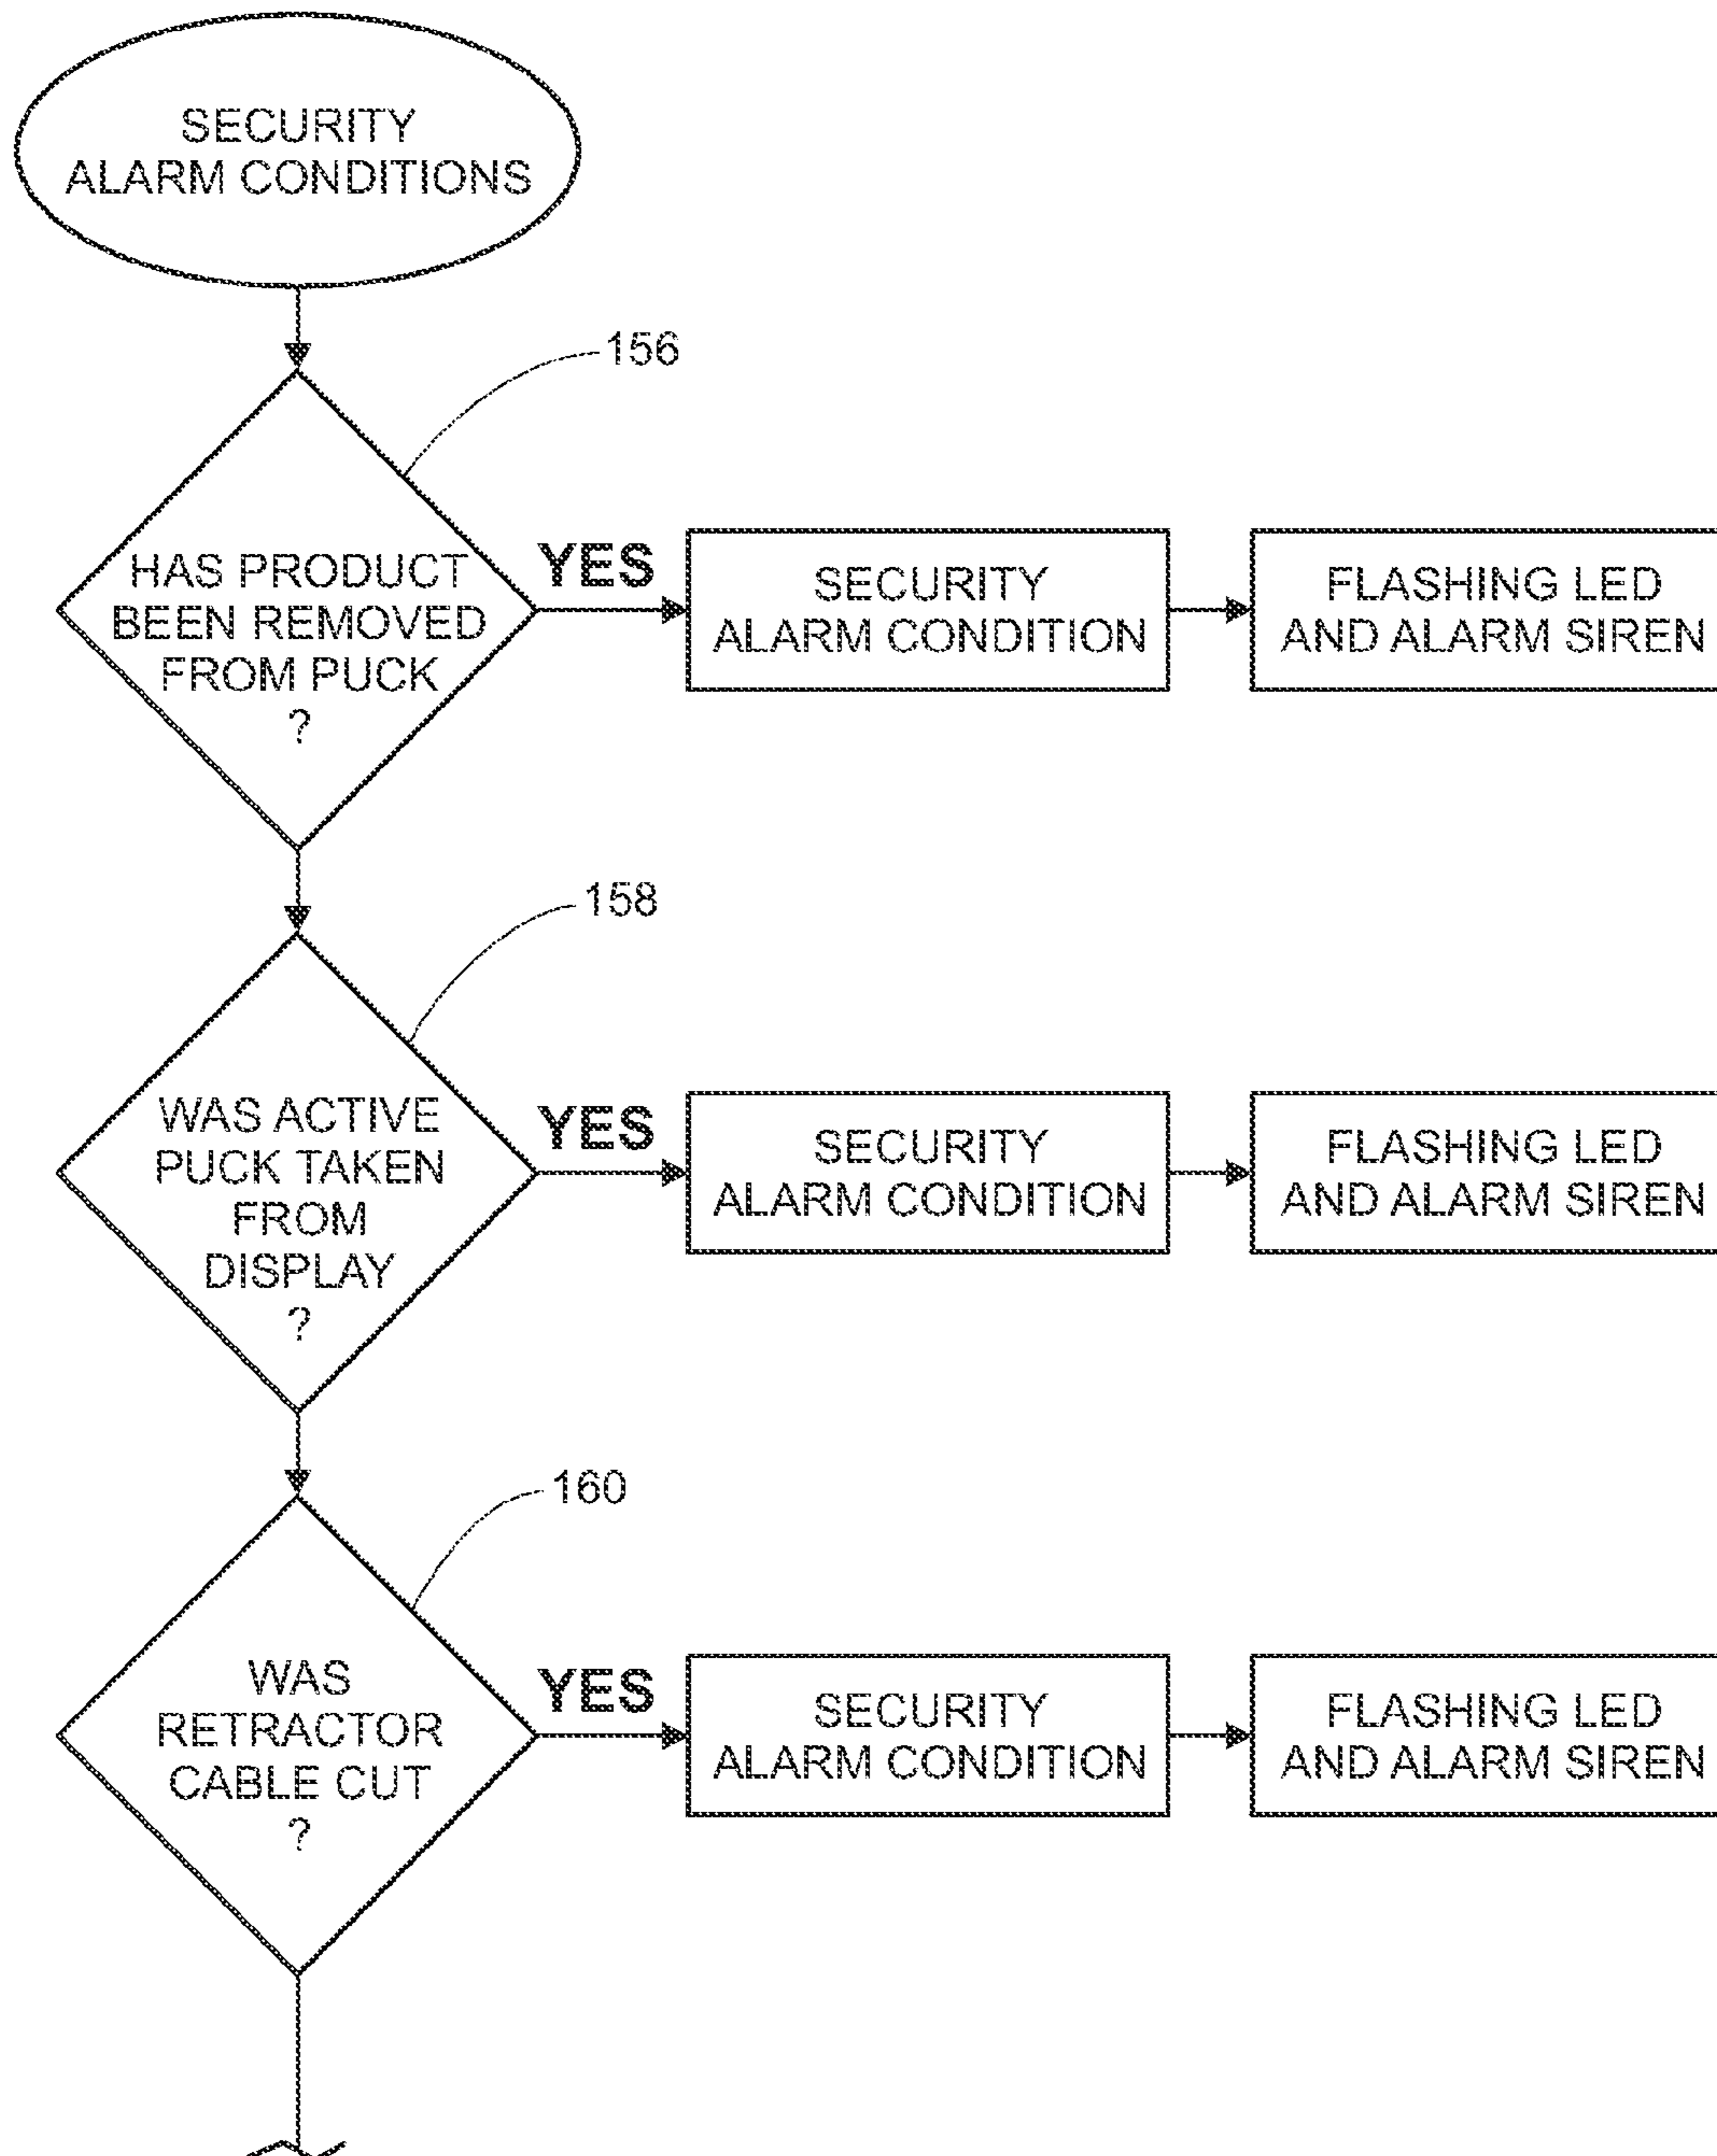 SECURITY
ALARM CONDITIONS
156
HAS PRODUCT
BEEN REMOVED
FROM PUCK
?
YES
SECURITY
ALARM CONDITION
FLASHING LED
AND ALARM SIREN
158
WAS ACTIVE
PUCK TAKEN
FROM
DISPLAY
?
YES
SECURITY
ALARM CONDITION
FLASHING LED
AND ALARM SIREN
160
WAS
RETRACTOR
CABLE CUT
?
YES
SECURITY
ALARM CONDITION
FLASHING LED
AND ALARM SIREN